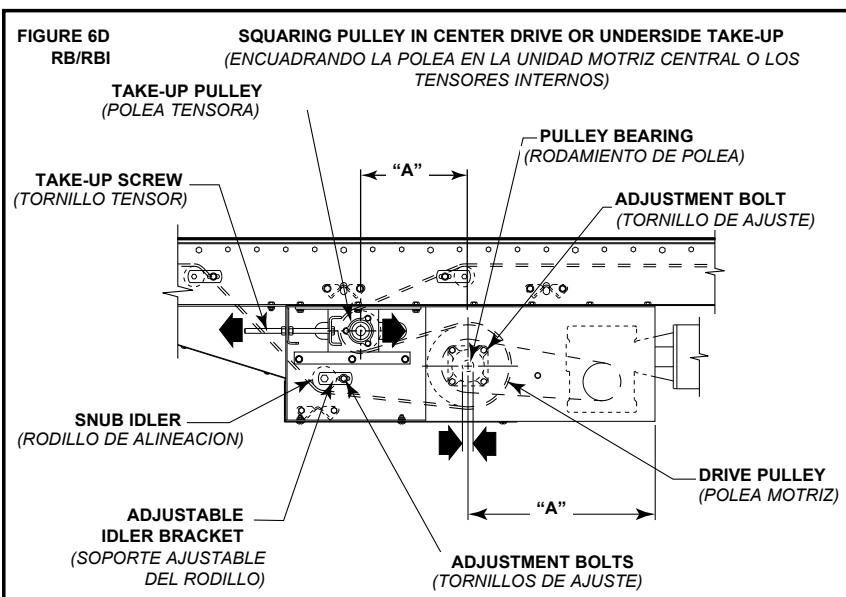 FIGURE 6D
RB/RBI
SQUARING PULLEY IN CENTER DRIVE OR UNDERSIDE TAKE-UP
(ENCUADRANDO LA POLEA EN LA UNIDAD MOTRIZ CENTRAL O LOS
TENSORES INTERNOS)
TAKE-UP PULLEY
(POLEA TENSORA)
PULLEY BEARING
(RODAMIENTO DE POLEA)
“A”
TAKE-UP SCREW
(TORNILLO TENSOR)
ADJUSTMENT BOLT
(TORNILLO DE AJUSTE)
SNUB IDLER
(RODILLO DE ALINEACION)
DRIVE PULLEY
(POLEA MOTRIZ)
“A”
ADJUSTABLE
IDLER BRACKET
(SOPORTE AJUSTABLE
DEL RODILLO)
ADJUSTMENT BOLTS
(TORNILLOS DE AJUSTE)